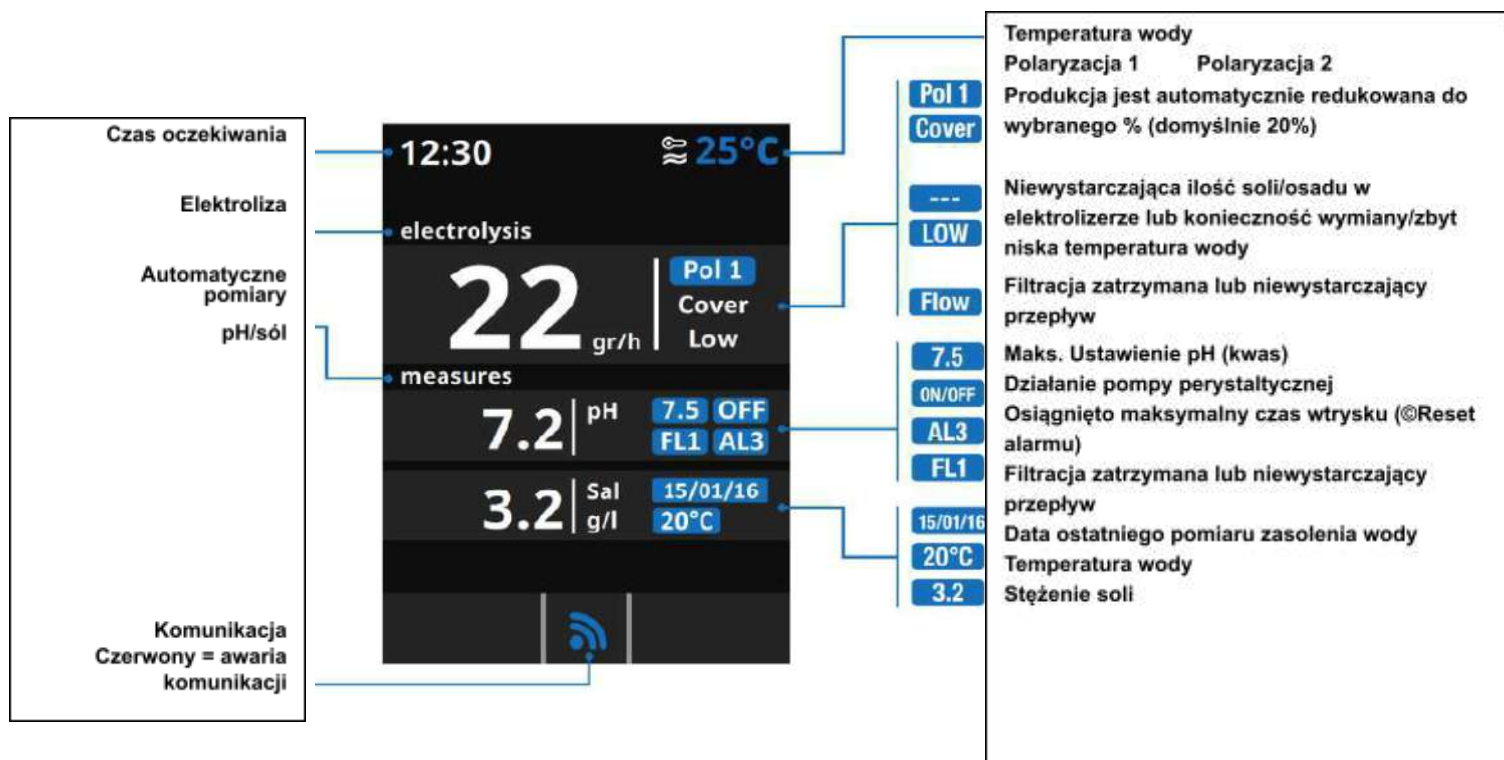 Czas oczekiwania
Elektroliza
Automatyczne
pomiary
pH/sól
Komunikacja
Czerwony = awaria
komunikacji
12:30
25°C
electrolysis
22 gr/h
Pol 1
Cover
Low
measures
7.2 pH 7.5 OFF
FL1 AL3
3.2 Sal 15/01/16
g/l 20°C
Pol 1
Cover
---
LOW
Flow
7.5
ON/OFF
AL3
FL1
15/01/16
20°C
3.2
Temperatura wody
Polaryzacja 1 Polaryzacja 2
Produkcja jest automatycznie redukowana do
wybranego % (domyślnie 20%)
Niewystarczająca ilość soli/osadu w
elektrolizerze lub konieczność wymiany/zbyt
niska temperatura wody
Filtracja zatrzymana lub niewystarczający
przepływ
Maks. Ustawienie pH (kwas)
Działanie pompy perystaltycznej
Osiągnięto maksymalny czas wtrysku (©Reset
alarmu)
Filtracja zatrzymana lub niewystarczający
przepływ
Data ostatniego pomiaru zasolenia wody
Temperatura wody
Stężenie soli